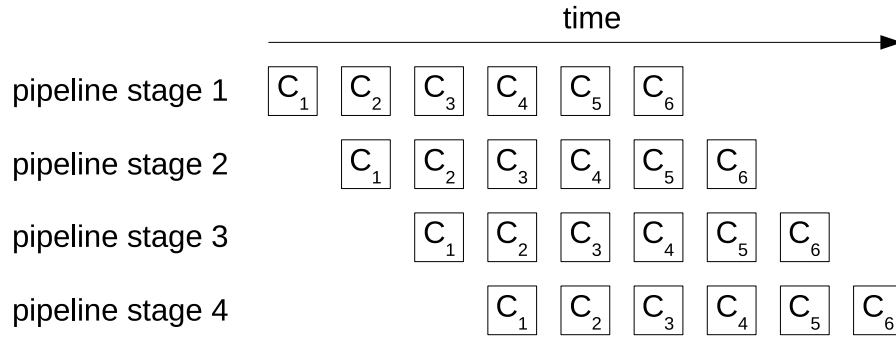 time
pipeline stage 1 C1 C2 C3 C4 C5 C6
pipeline stage 2 C1 C2 C3 C4 C5 C6
pipeline stage 3 C1 C2 C3 C4 C5 C6
pipeline stage 4 C1 C2 C3 C4 C5 C6